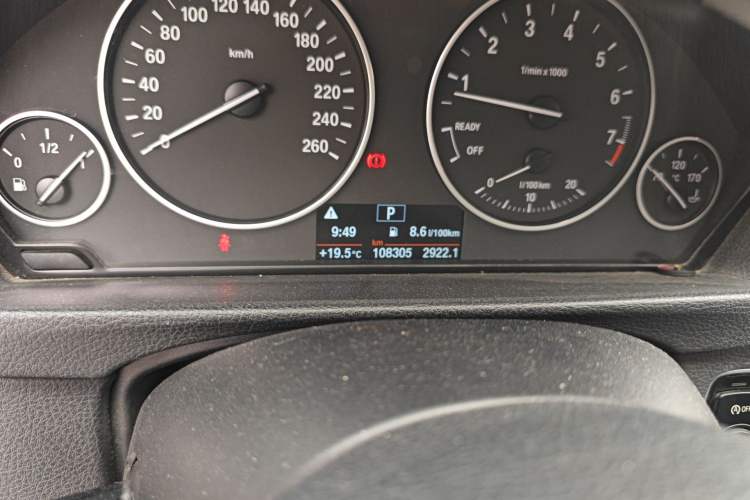 0 1/2 1
0 20 40 60 80 100 120 140 160 180 200 220 240 260
km/h
1 2 3 4 5 6 7
1/min x 1000
READY
OFF
0 10 20
l/100km
120
°C 170
P
9:49 8.6 l/100km
km
+19.5°C 108305 2922.1
OFF